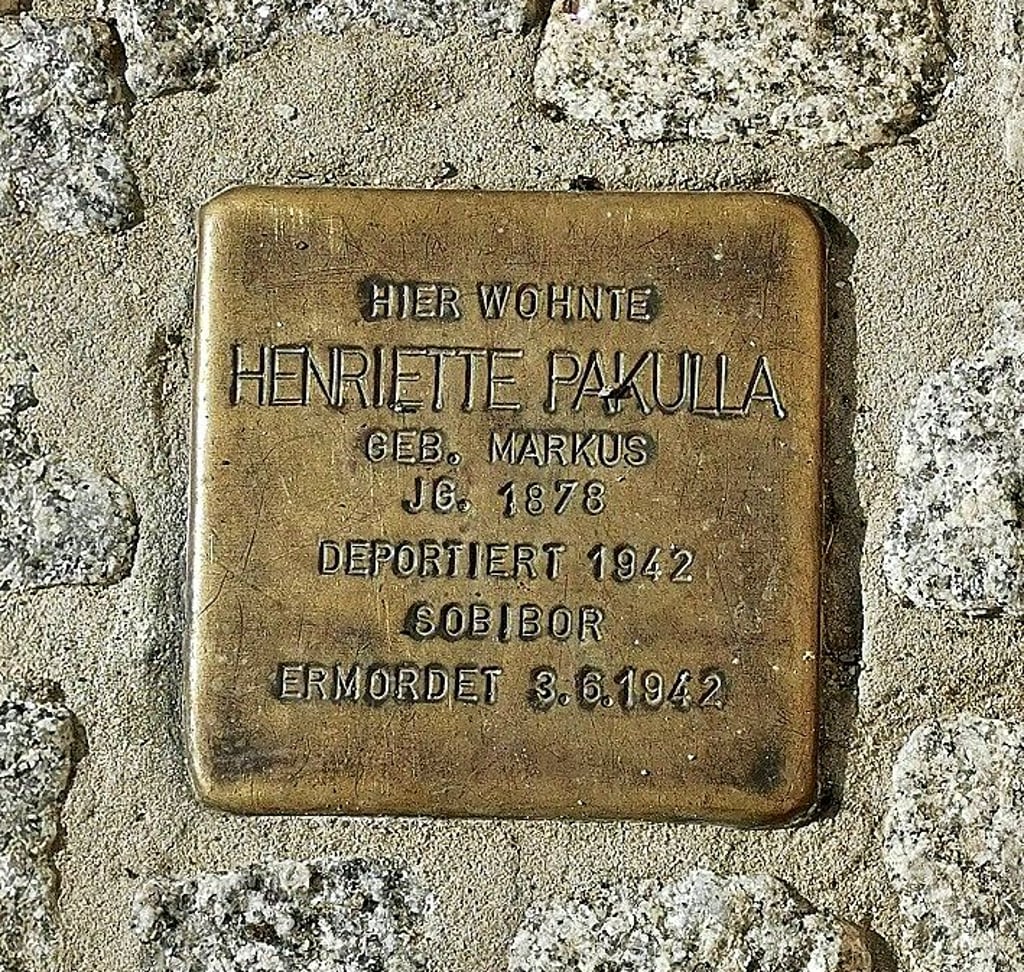 HIER WOHNTE
HENRIETTE PAKULLA
GEB. MARKUS
JG. 1878
DEPORTIERT 1942
SOBIBOR
ERMORDET 3.6.1942